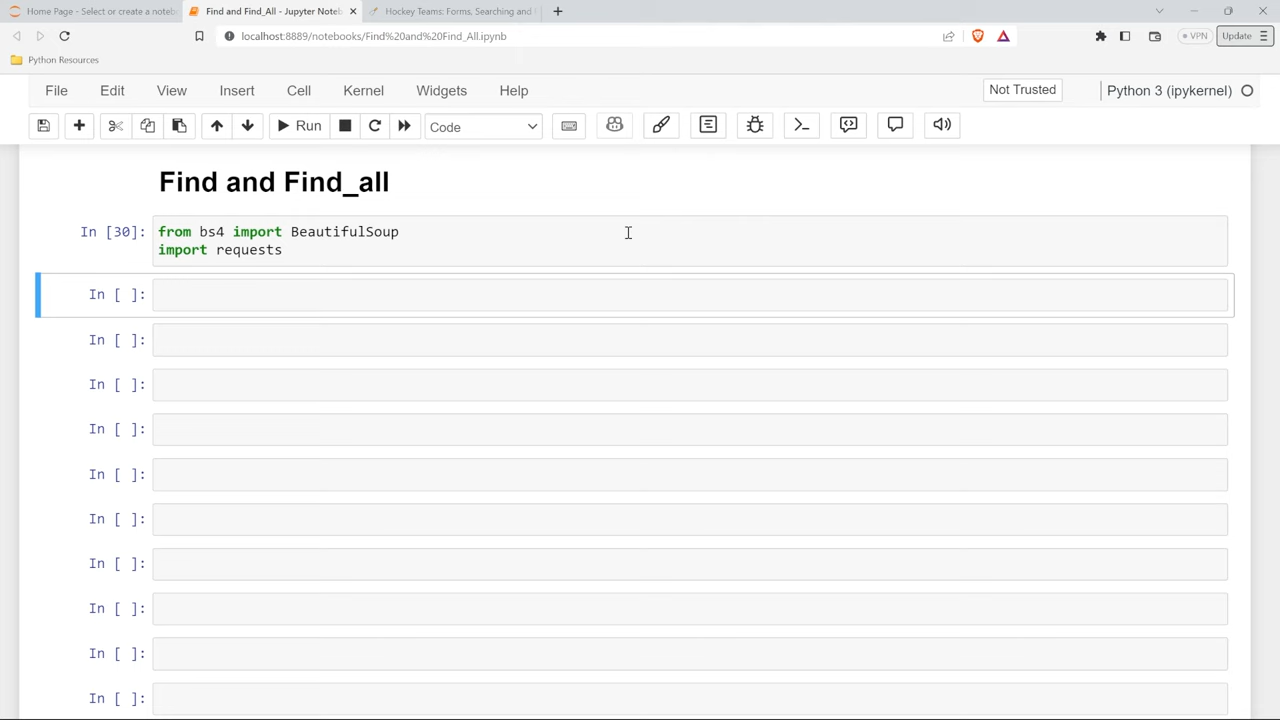 Home Page - Select or create a noteb
Find and Find_All - Jupyter Noteb
Hockey Teams: Forms, Searching and
localhost:8889/notebooks/Find%20and%20Find_All.ipynb
VPN
Update
Python Resources
File
Edit
View
Insert
Cell
Kernel
Widgets
Help
Not Trusted
Python 3 (ipykernel)
Run
Code
Find and Find_all
In [30]:
from bs4 import BeautifulSoup
import requests
In [ ]:
In [ ]:
In [ ]:
In [ ]:
In [ ]:
In [ ]:
In [ ]:
In [ ]:
In [ ]:
In [ ]: